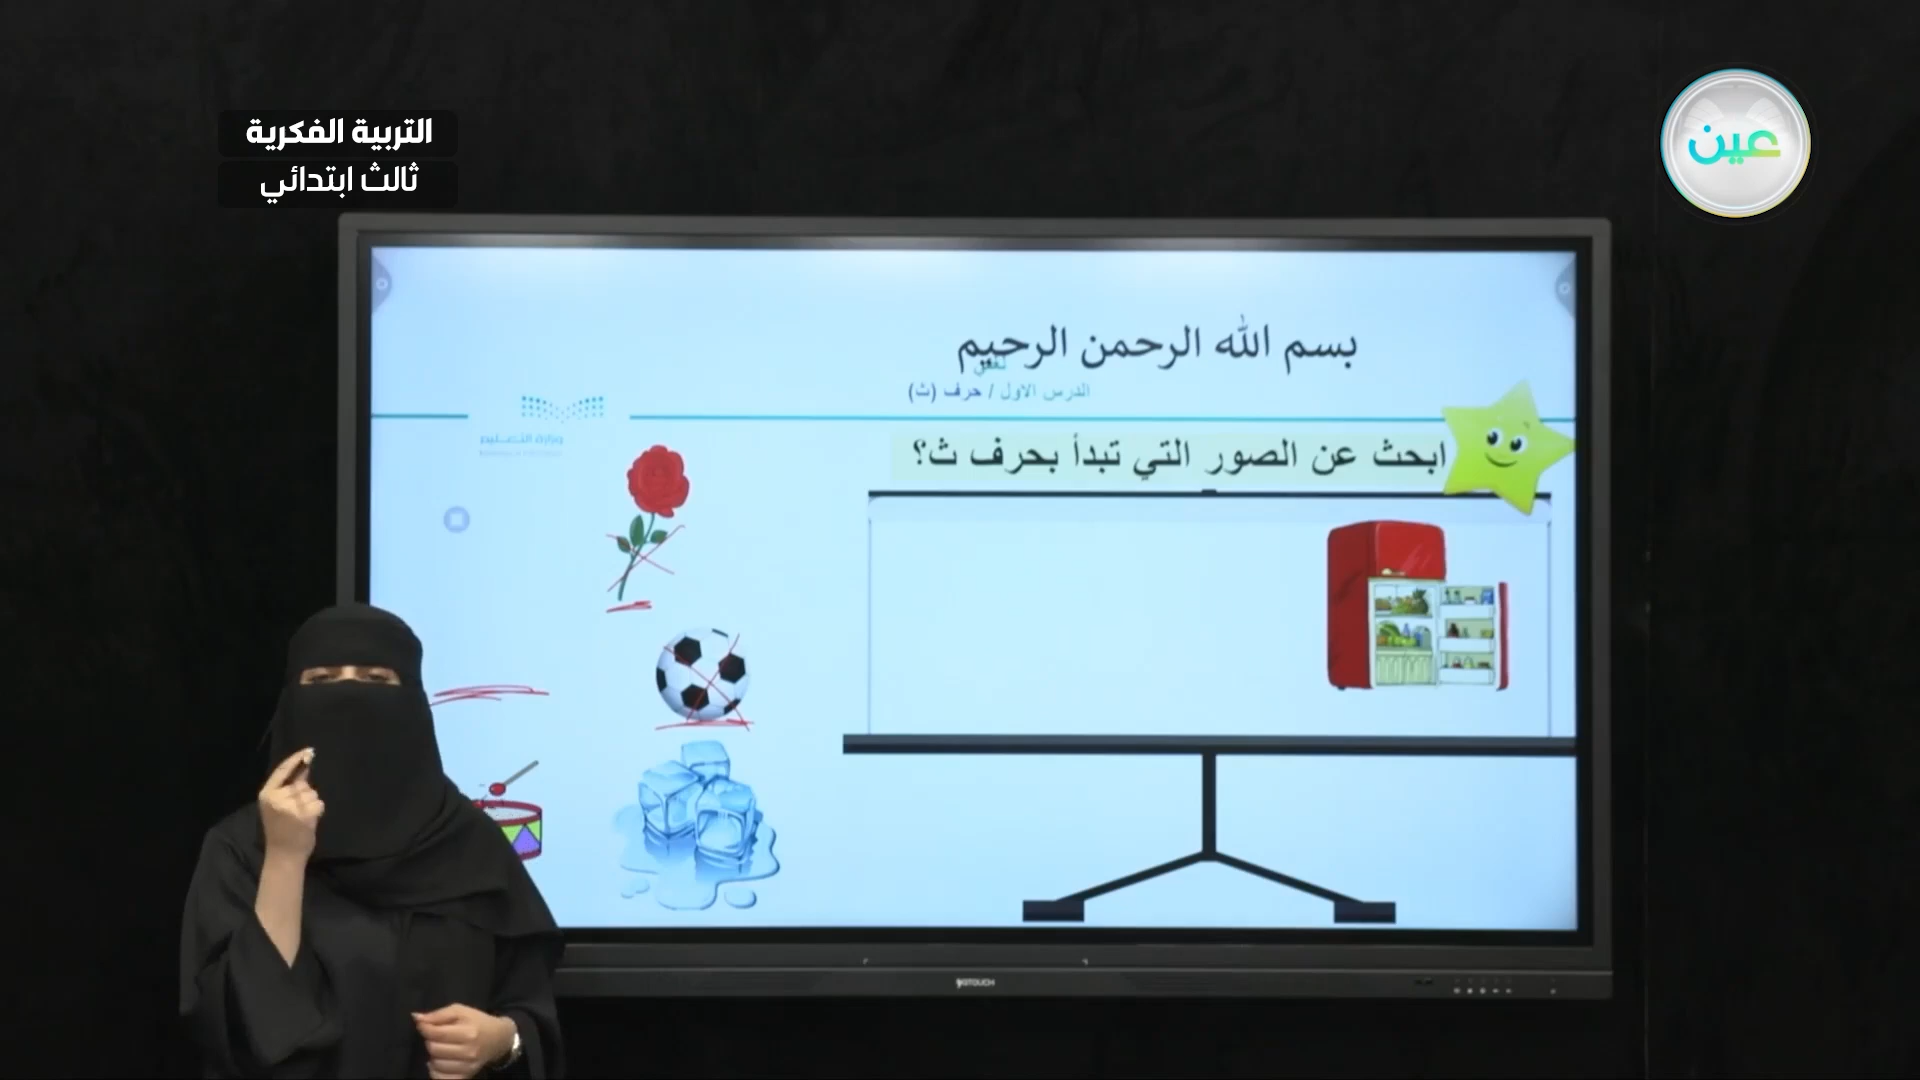 التربية الفكرية
ثالث ابتدائي
عين
بسم الله الرحمن الرحيم
لغتي
الدرس الاول / حرف (ث)
وزارة التعليم
ابحث عن الصور التي تبدأ بحرف ث؟